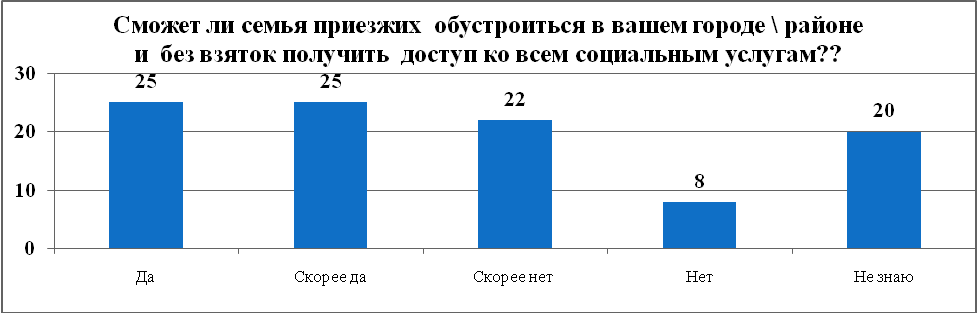 Сможет ли семья приезжих обустроиться в вашем городе \ районе
и без взяток получить доступ ко всем социальным услугам??
30
20
10
0
25
25
22
8
20
Да
Скорее да
Скорее нет
Нет
Не знаю